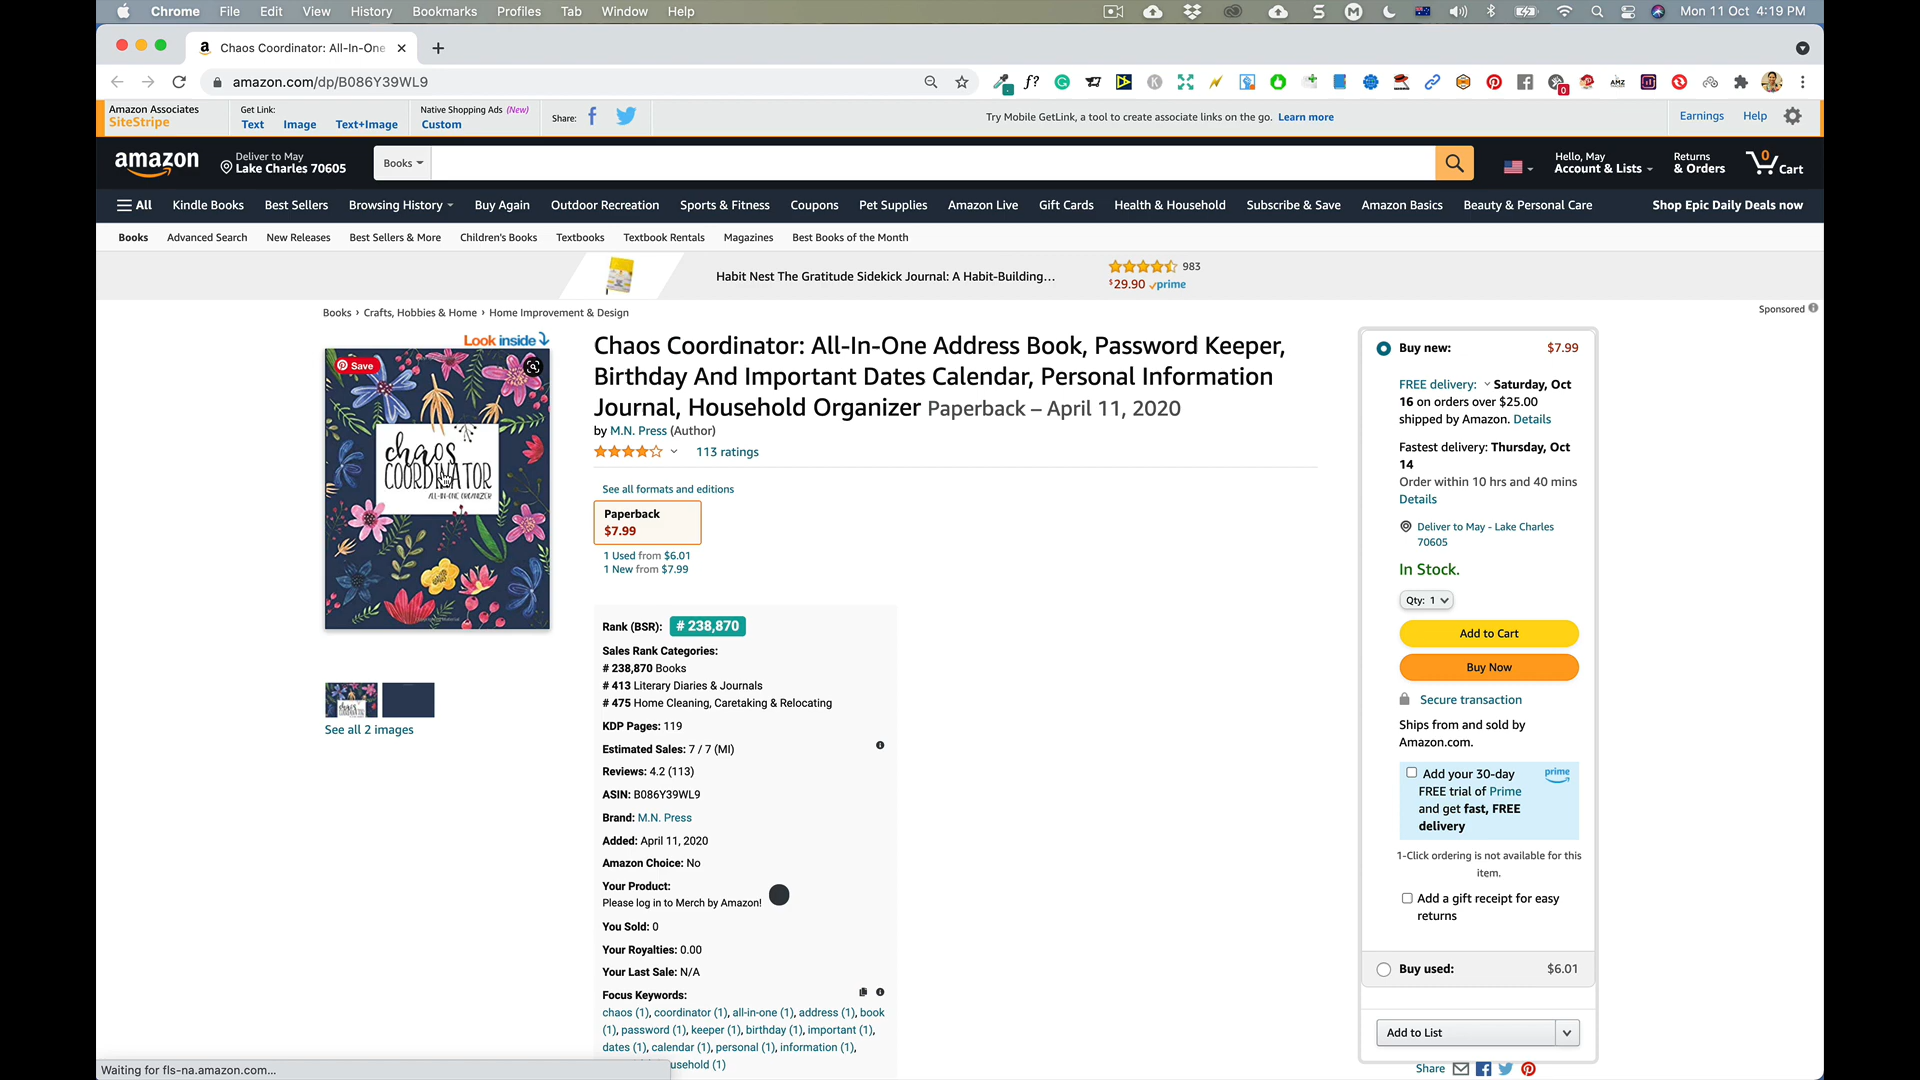 Chrome File Edit View History Bookmarks Profiles Tab Window Help
Mon 11 Oct 4:19 PM
Chaos Coordinator: All-In-One
amazon.com/dp/B086Y39WL9
Amazon Associates
SiteStripe
Get Link:
Text Image Text+Image
Native Shopping Ads (New)
Custom
Share:
Try Mobile GetLink, a tool to create associate links on the go. Learn more
Earnings Help
amazon
Deliver to May
Lake Charles 70605
Books
Hello, May
Account & Lists
Returns
& Orders
0
Cart
All Kindle Books Best Sellers Browsing History Buy Again Outdoor Recreation Sports & Fitness Coupons Pet Supplies Amazon Live Gift Cards Health & Household Subscribe & Save Amazon Basics Beauty & Personal Care Shop Epic Daily Deals now
Books Advanced Search New Releases Best Sellers & More Children's Books Textbooks Textbook Rentals Magazines Best Books of the Month
Habit Nest The Gratitude Sidekick Journal: A Habit-Building...
983
$29.90 prime
Sponsored
Books › Crafts, Hobbies & Home › Home Improvement & Design
Look inside
Save
chaos
COORDINATOR
ALL-IN-ONE ORGANIZER
See all 2 images
Chaos Coordinator: All-In-One Address Book, Password Keeper,
Birthday And Important Dates Calendar, Personal Information
Journal, Household Organizer Paperback – April 11, 2020
by M.N. Press (Author)
113 ratings
See all formats and editions
Paperback
$7.99
1 Used from $6.01
1 New from $7.99
Rank (BSR): # 238,870
Sales Rank Categories:
# 238,870 Books
# 413 Literary Diaries & Journals
# 475 Home Cleaning, Caretaking & Relocating
KDP Pages: 119
Estimated Sales: 7 / 7 (MI)
Reviews: 4.2 (113)
ASIN: B086Y39WL9
Brand: M.N. Press
Added: April 11, 2020
Amazon Choice: No
Your Product:
Please log in to Merch by Amazon!
You Sold: 0
Your Royalties: 0.00
Your Last Sale: N/A
Focus Keywords:
chaos (1), coordinator (1), all-in-one (1), address (1), book
(1), password (1), keeper (1), birthday (1), important (1),
dates (1), calendar (1), personal (1), information (1),
usehold (1)
Buy new: $7.99
FREE delivery: Saturday, Oct
16 on orders over $25.00
shipped by Amazon. Details
Fastest delivery: Thursday, Oct
14
Order within 10 hrs and 40 mins
Details
Deliver to May - Lake Charles
70605
In Stock.
Qty: 1
Add to Cart
Buy Now
Secure transaction
Ships from and sold by
Amazon.com.
Add your 30-day
FREE trial of Prime
and get fast, FREE
delivery
prime
1-Click ordering is not available for this
item.
Add a gift receipt for easy
returns
Buy used: $6.01
Add to List
Share
Waiting for fls-na.amazon.com...